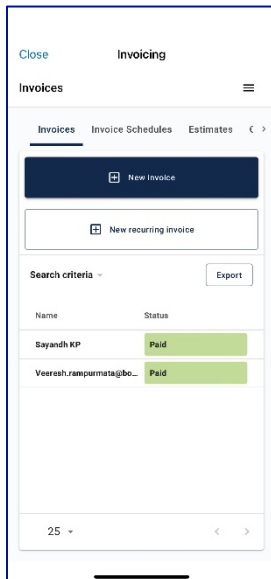 Close Invoicing
Invoices
Invoices Invoice Schedules Estimates
New invoice
New recurring invoice
Search criteria Export
Name Status
Sayandh KP Paid
Veeresh.rampurmata@bo... Paid
25